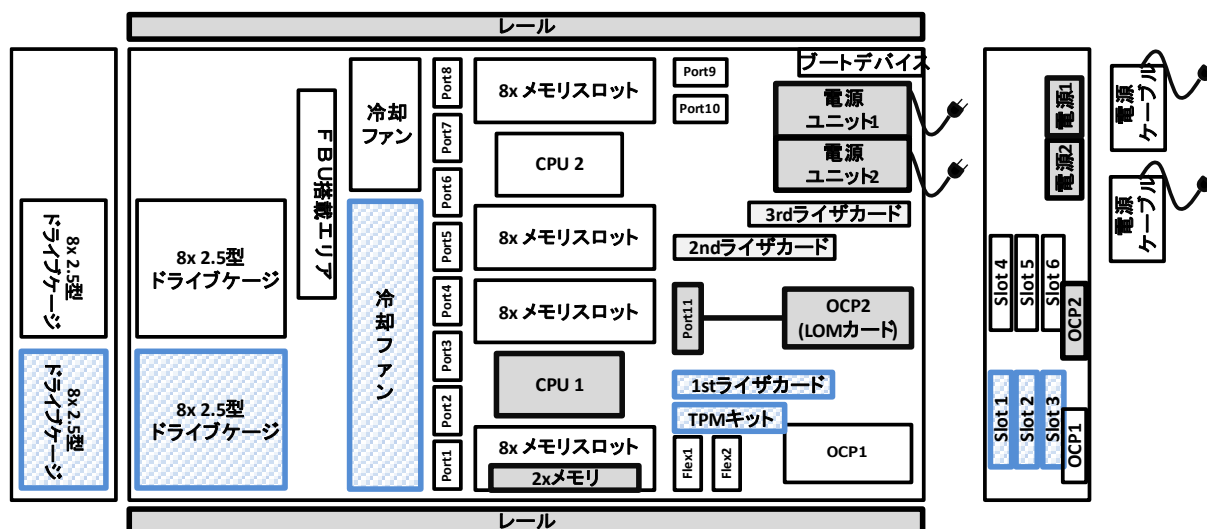 レール
8x 2.5型
ドライブケージ
8x 2.5型
ドライブケージ
8x 2.5型
ドライブケージ
8x 2.5型
ドライブケージ
FBU搭載エリア
冷却
ファン
冷却ファン
Port8
Port7
Port6
Port5
Port4
Port3
Port2
Port1
8x メモリスロット
CPU 2
8x メモリスロット
8x メモリスロット
CPU 1
8x メモリスロット
2xメモリ
Port9
Port10
ブートデバイス
電源
ユニット1
電源
ユニット2
3rdライザカード
2ndライザカード
Port11
OCP2
(LOMカード)
1stライザカード
TPMキット
Flex1
Flex2
OCP1
電源1
電源2
Slot 4
Slot 5
Slot 6
OCP2
Slot 1
Slot 2
Slot 3
OCP1
電源
ケーブル
電源
ケーブル
レール